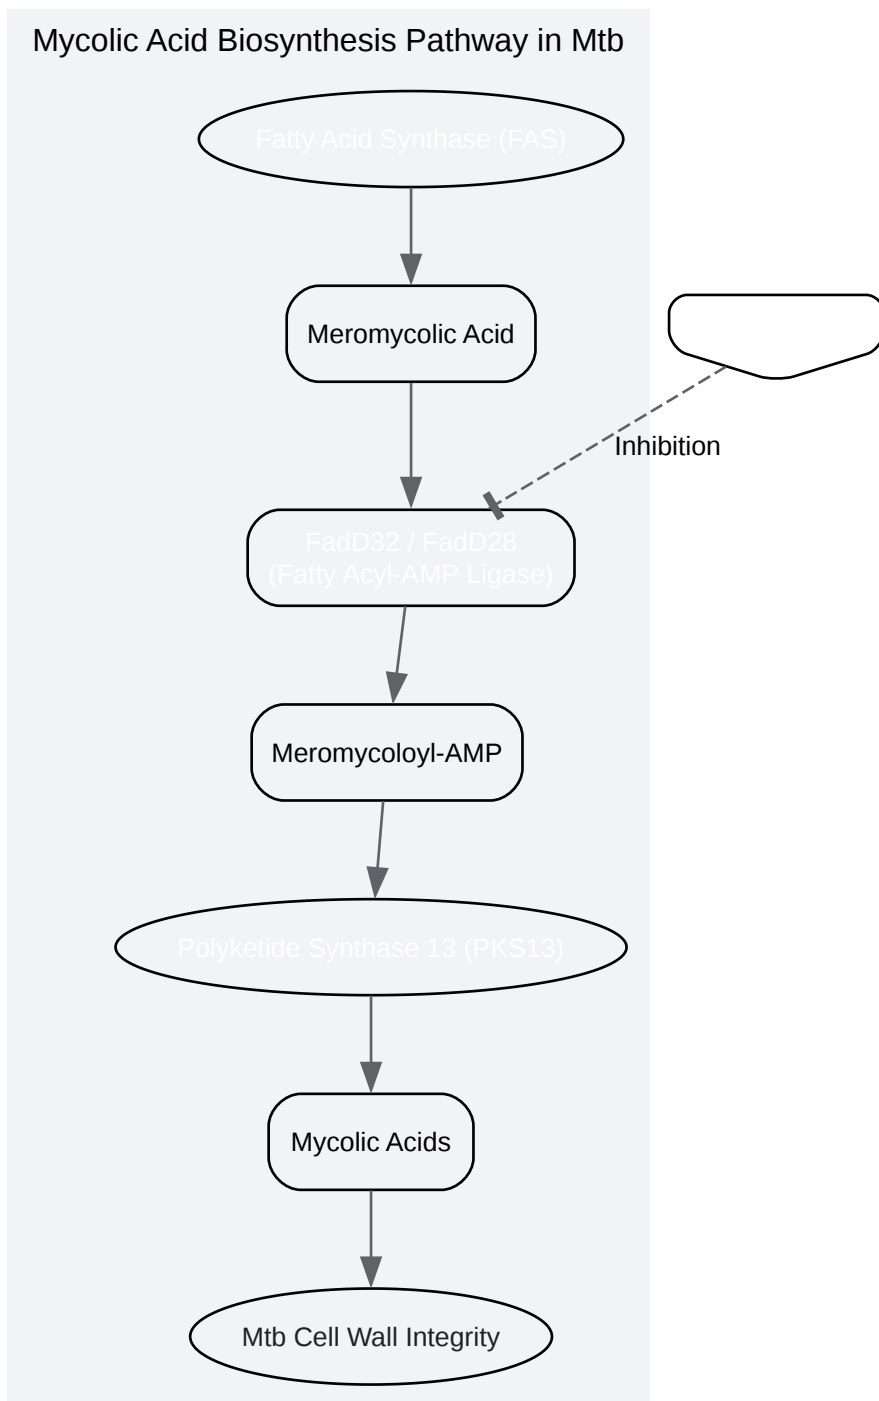 Mycolic Acid Biosynthesis Pathway in Mtb
Fatty Acid Synthase (FAS)
Meromycolic Acid
Inhibition
FadD32 / FadD28
(Fatty Acyl-AMP Ligase)
Meromycoloyl-AMP
Polyketide Synthase 13 (PKS13)
Mycolic Acids
Mtb Cell Wall Integrity